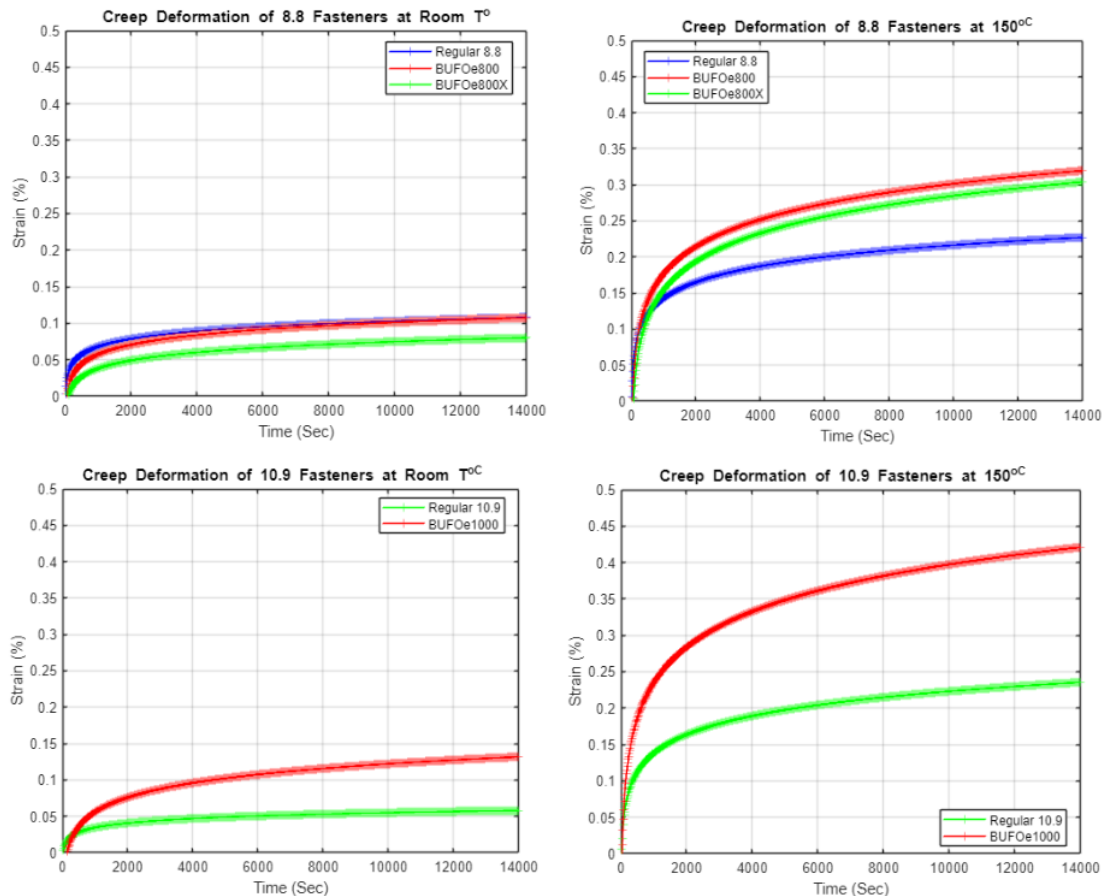 Creep Deformation of 8.8 Fasteners at Room Tº
0.5
0.45
0.4
0.35
0.3
0.25
0.2
0.15
0.1
0.05
0
Strain (%)
Regular 8.8
BUFOe800
BUFOe800X
0 2000 4000 6000 8000 10000 12000 14000
Time (Sec)
Creep Deformation of 8.8 Fasteners at 150ºC
0.5
0.45
0.4
0.35
0.3
0.25
0.2
0.15
0.1
0.05
0
Strain (%)
Regular 8.8
BUFOe800
BUFOe800X
0 2000 4000 6000 8000 10000 12000 14000
Time (Sec)
Creep Deformation of 10.9 Fasteners at Room TºC
0.5
0.45
0.4
0.35
0.3
0.25
0.2
0.15
0.1
0.05
0
Strain (%)
Regular 10.9
BUFOe1000
0 2000 4000 6000 8000 10000 12000 14000
Time (Sec)
Creep Deformation of 10.9 Fasteners at 150ºC
0.5
0.45
0.4
0.35
0.3
0.25
0.2
0.15
0.1
0.05
0
Strain (%)
Regular 10.9
BUFOe1000
0 2000 4000 6000 8000 10000 12000 14000
Time (Sec)